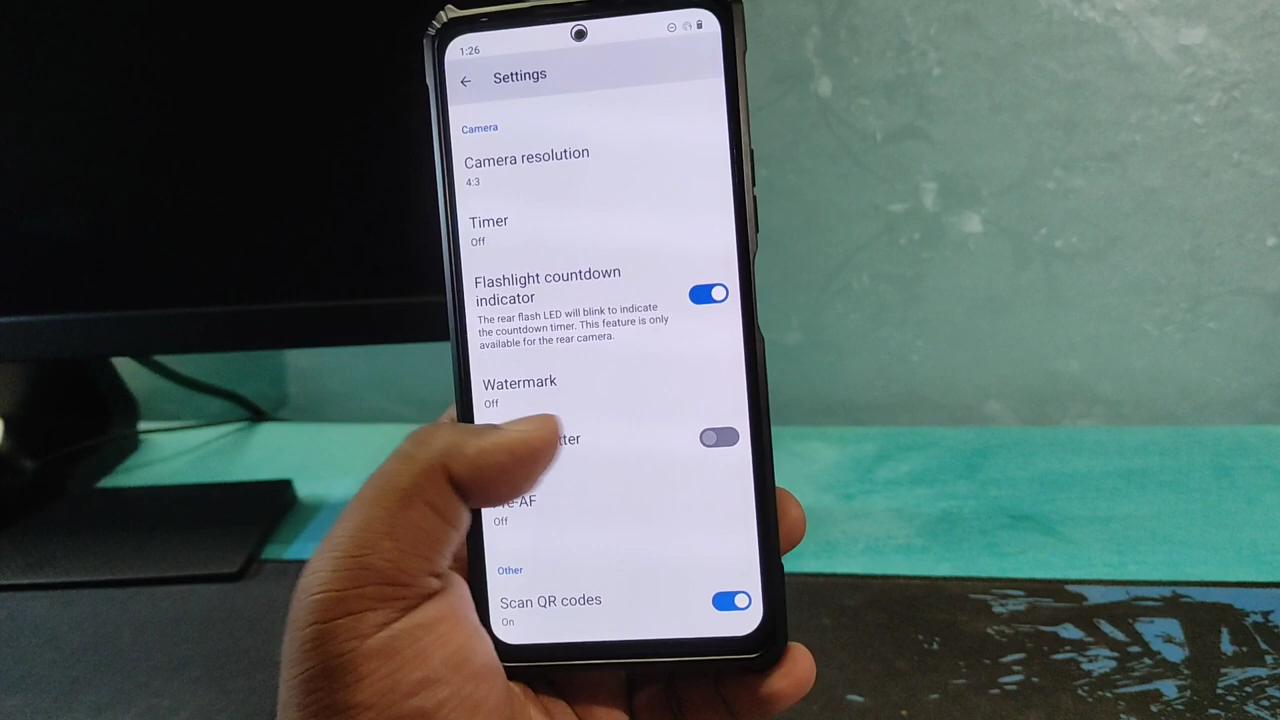 1:26
Settings
Camera
Camera resolution
4:3
Timer
Off
Flashlight countdown
indicator
The rear flash LED will blink to indicate
the countdown timer. This feature is only
available for the rear camera.
Watermark
Off
tter
e-AF
Off
Other
Scan QR codes
On